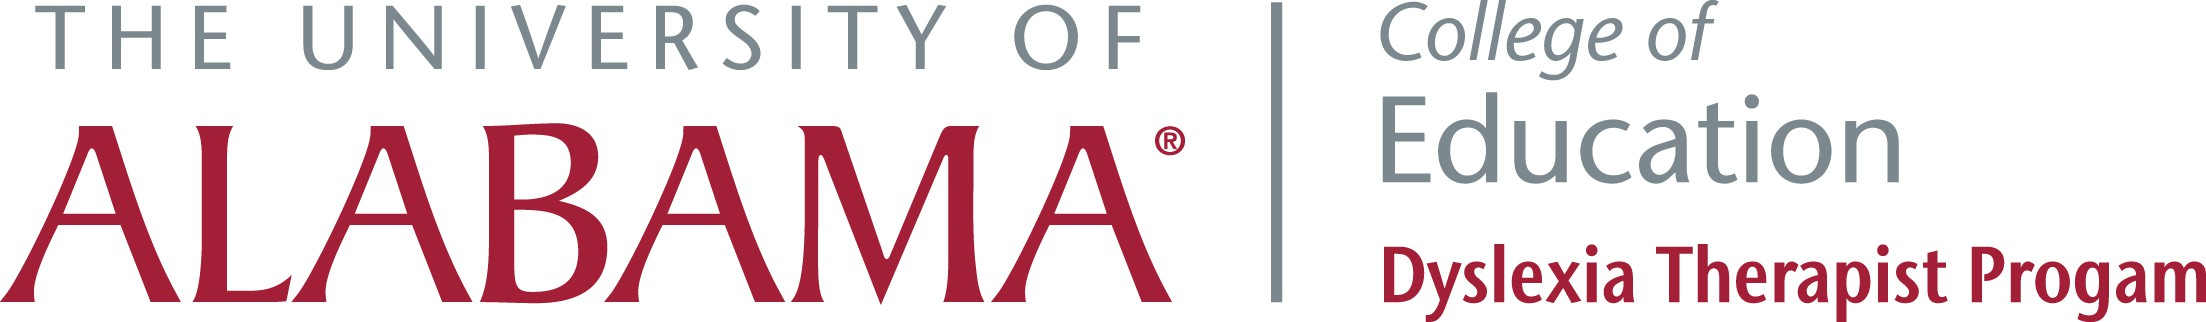 THE UNIVERSITY OF
ALABAMA®
College of
Education
Dyslexia Therapist Progam